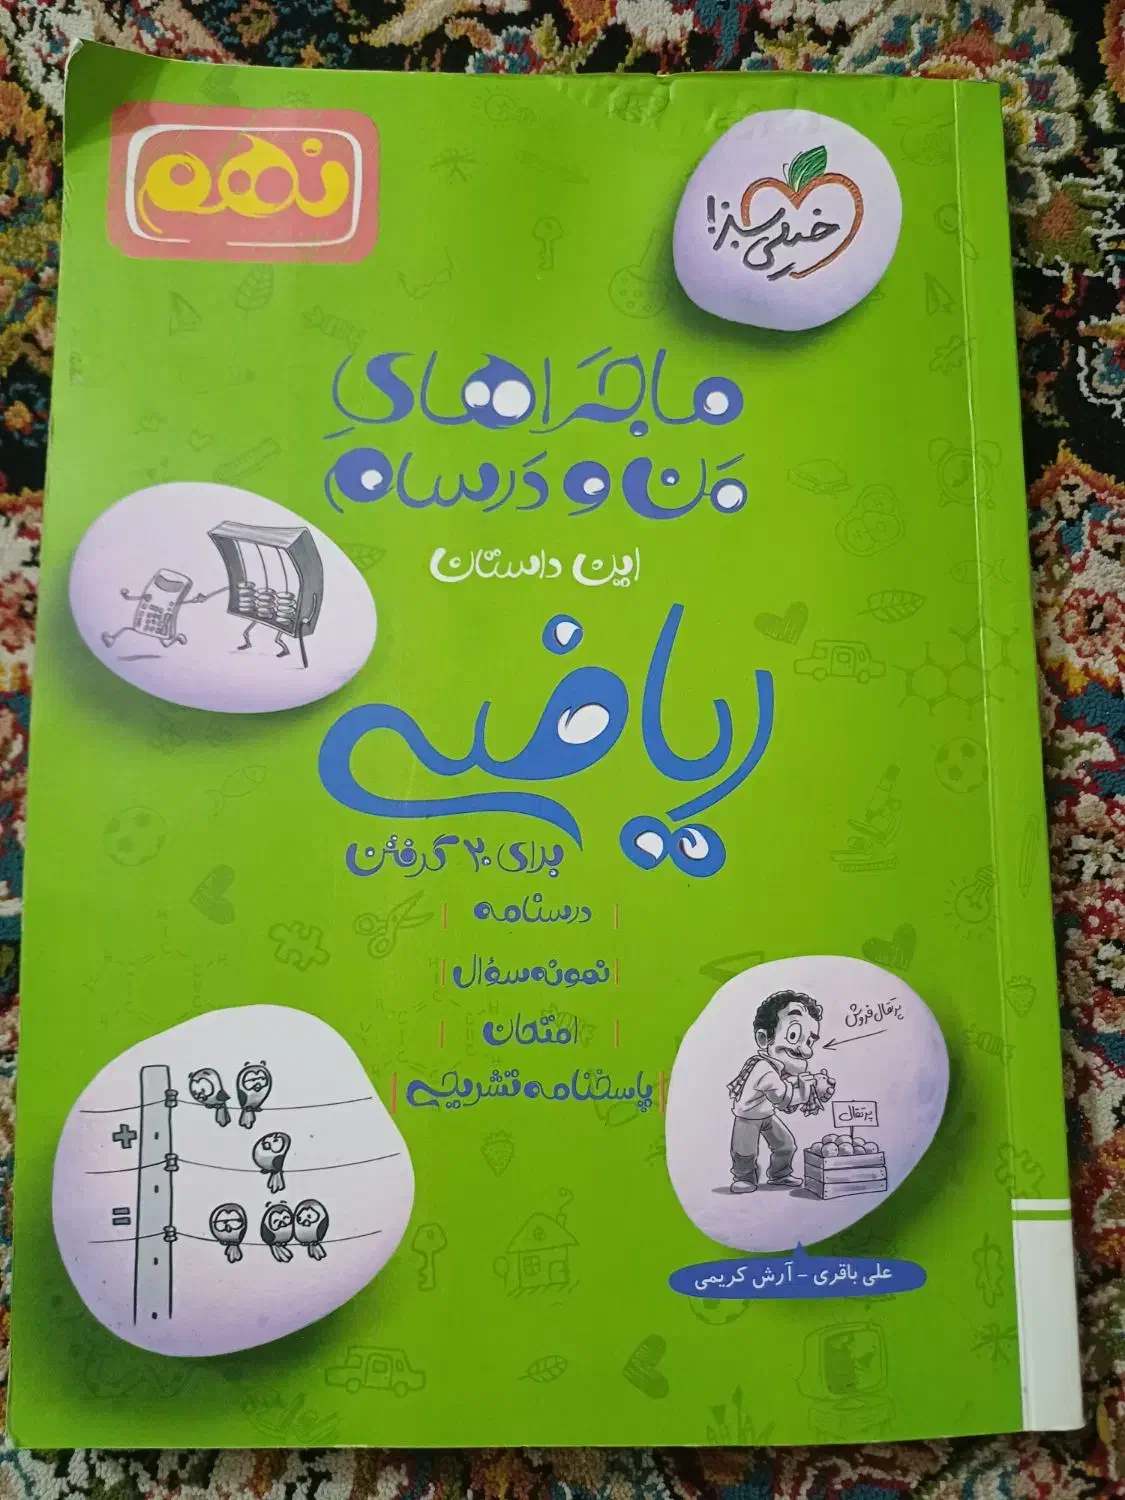 نهم
خیلی سبز!
ماجراهای
من و درسام
این داستان
ریاضی
برای ۲۰ گرفتن
درسنامه
نمونه سؤال
امتحان
پاسخنامه تشریحی
پرتقال فروش
پرتقال
علی باقری - آرش کریمی
+
=